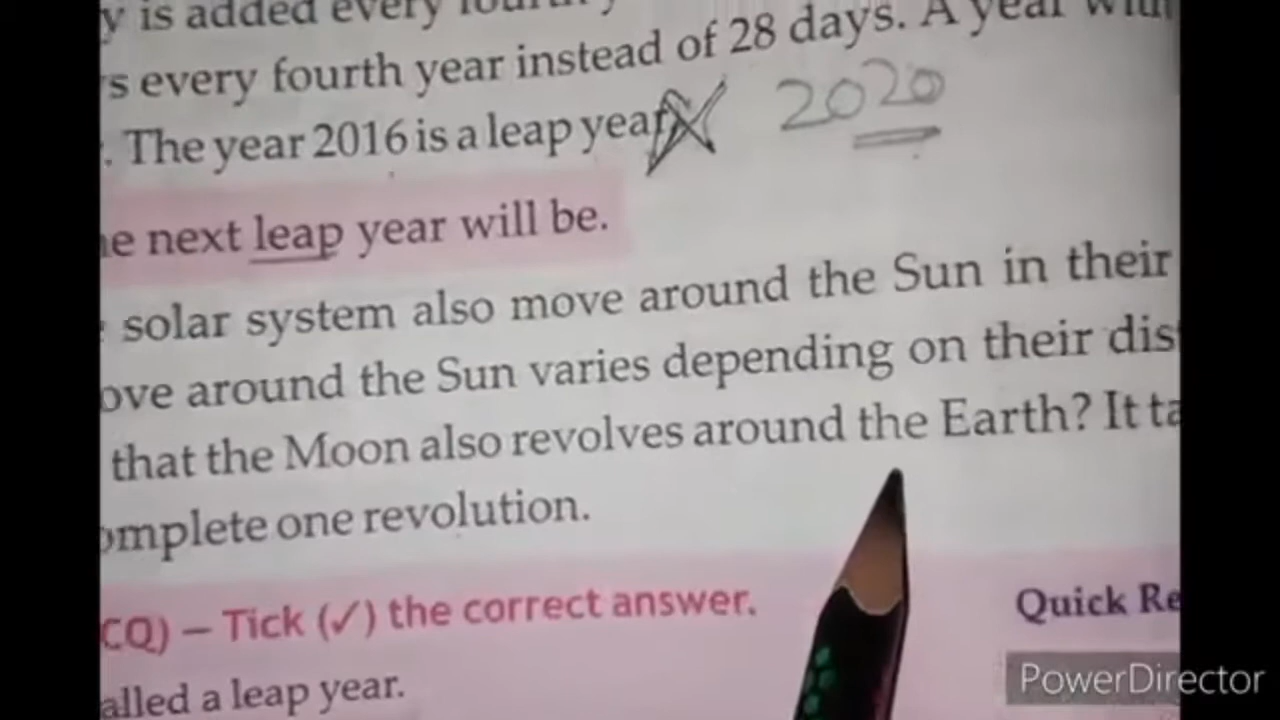 y is added every fourth y
s every fourth year instead of 28 days. A year with
. The year 2016 is a leap year 2020
e next leap year will be.
solar system also move around the Sun in their
ove around the Sun varies depending on their dis
that the Moon also revolves around the Earth? It ta
omplete one revolution.
CQ) – Tick (✓) the correct answer.
Quick Re
alled a leap year.
PowerDirector